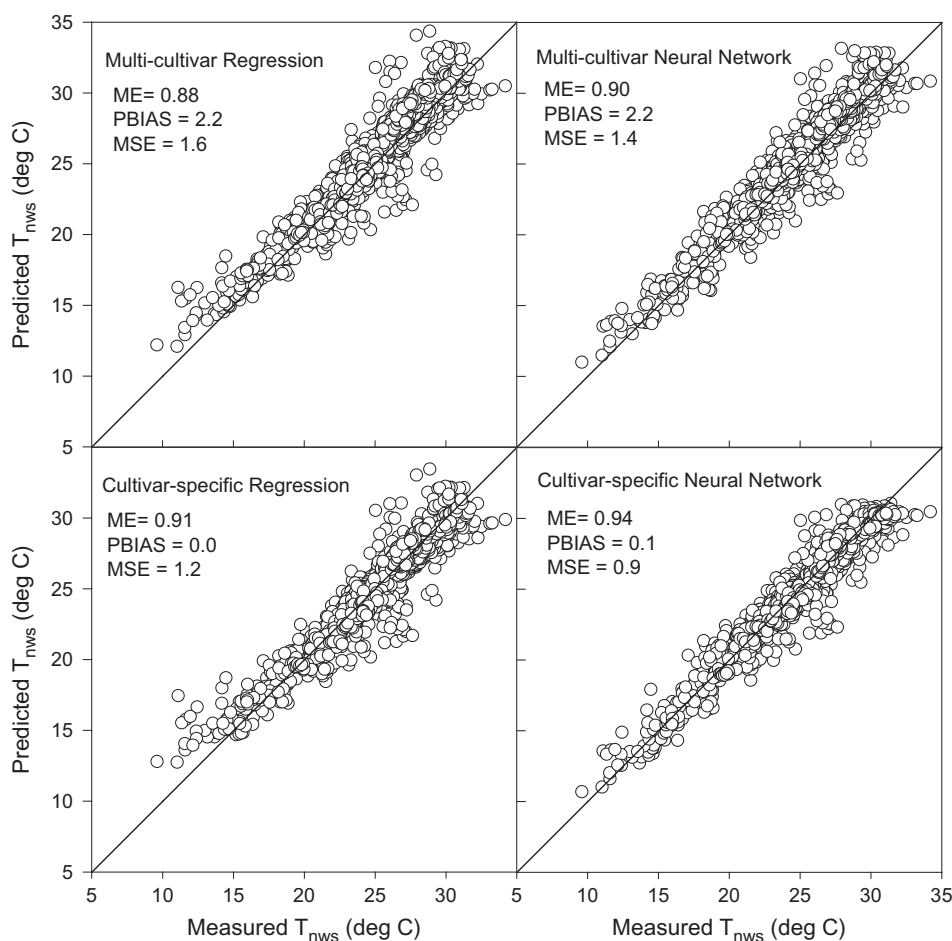 35
30
25
20
15
10
5
Predicted Tnws (deg C)
Multi-cultivar Regression
ME= 0.88
PBIAS = 2.2
MSE = 1.6
Multi-cultivar Neural Network
ME= 0.90
PBIAS = 2.2
MSE = 1.4
30
25
20
15
10
5
Predicted Tnws (deg C)
Cultivar-specific Regression
ME= 0.91
PBIAS = 0.0
MSE = 1.2
Cultivar-specific Neural Network
ME= 0.94
PBIAS = 0.1
MSE = 0.9
5 10 15 20 25 30 5 10 15 20 25 30 35
Measured Tnws (deg C) Measured Tnws (deg C)